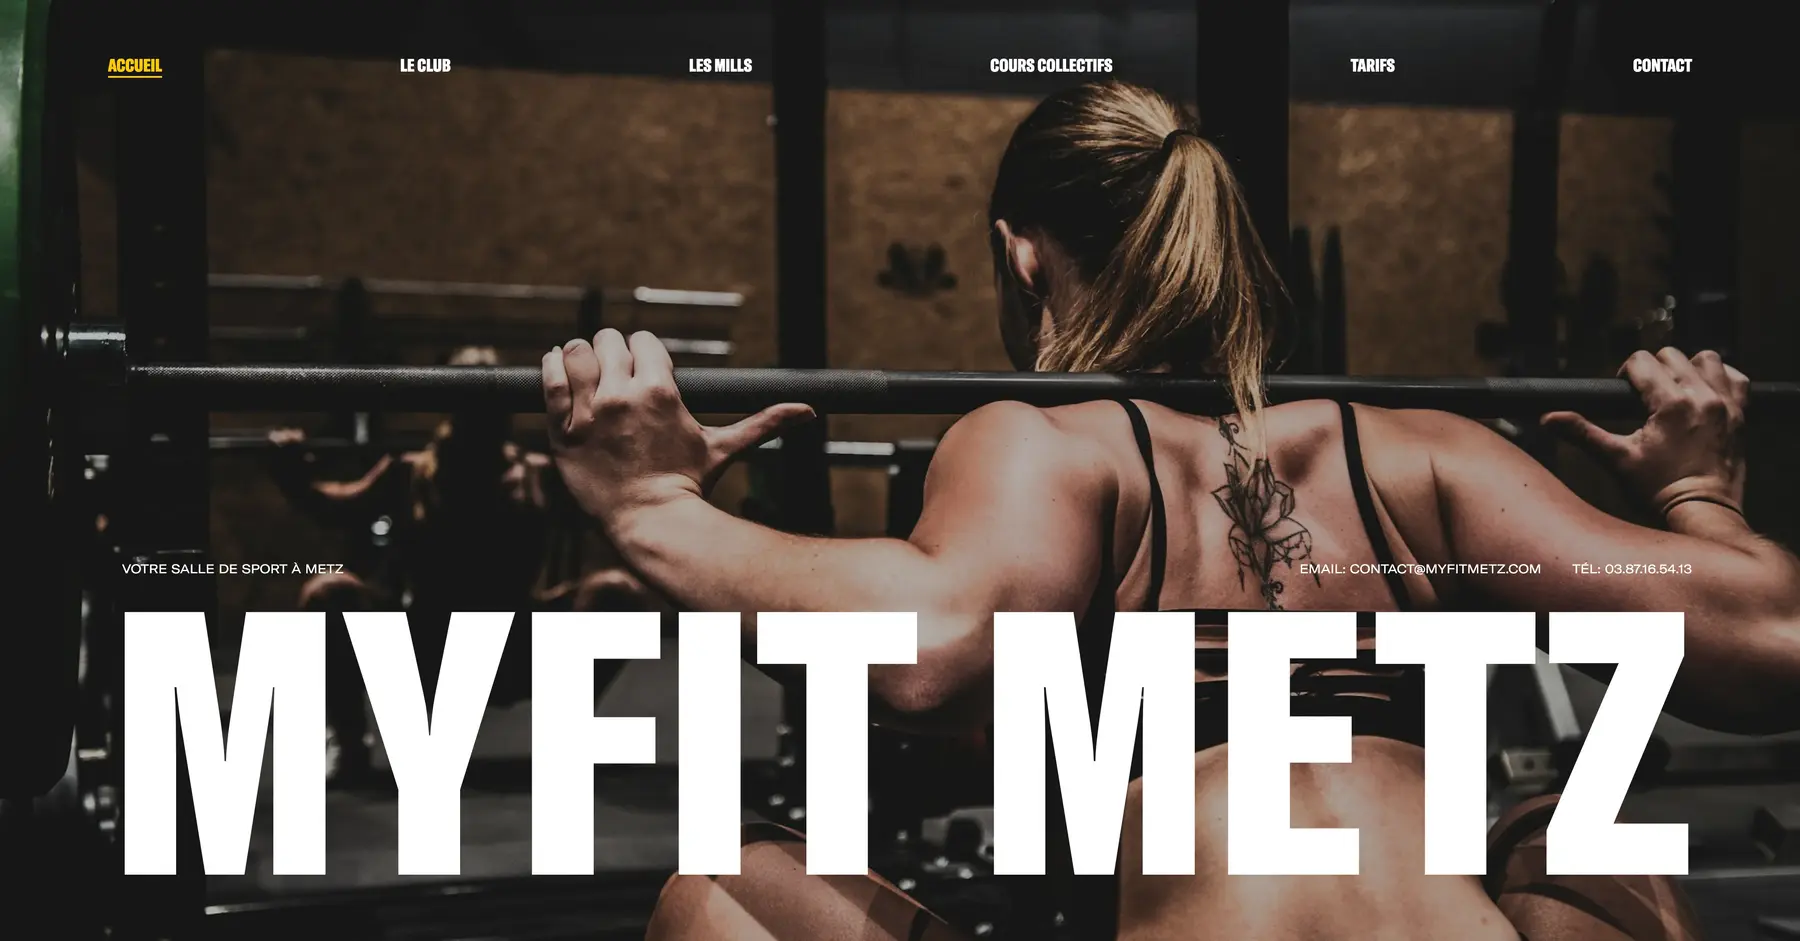 ACCUEIL LE CLUB LES MILLS COURS COLLECTIFS TARIFS CONTACT
VOTRE SALLE DE SPORT À METZ EMAIL: CONTACT@MYFITMETZ.COM TÉL: 03.87.16.54.13
MYFIT METZ